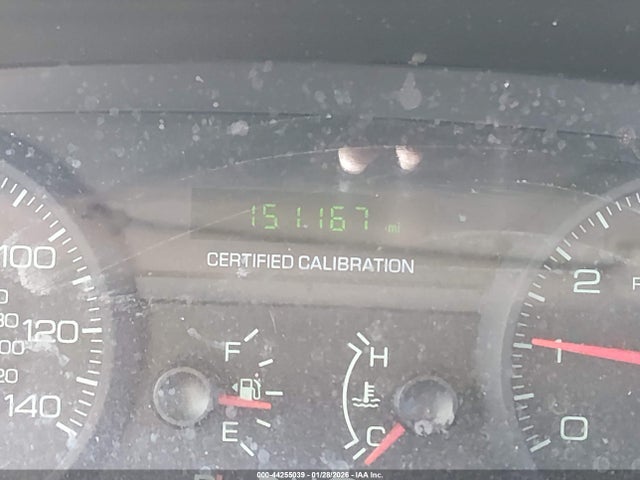 151,167 mi
CERTIFIED CALIBRATION
100
120
140
F
E
H
C
2
1
0
000-44255039 | 01/28/2026 | IAA Inc.